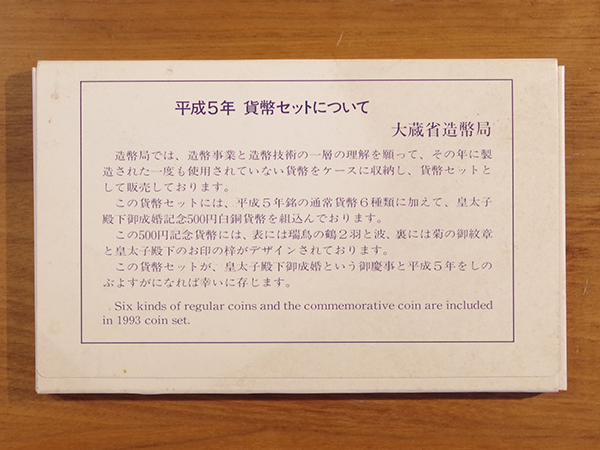 平成５年 貨幣セットについて
大蔵省造幣局
造幣局では、造幣事業と造幣技術の一層の理解を願って、その年に製
造された一度も使用されていない貨幣をケースに収納し、貨幣セットと
して販売しております。
この貨幣セットには、平成５年銘の通常貨幣６種類に加えて、皇太子
殿下御成婚記念500円白銅貨幣を組込んでおります。
この500円記念貨幣には、表には瑞鳥の鶴２羽と波、裏には菊の御紋章
と皇太子殿下のお印の梓がデザインされております。
この貨幣セットが、皇太子殿下御成婚という御慶事と平成５年をしの
ぶよすがになれば幸いに存じます。
Six kinds of regular coins and the commemorative coin are included
in 1993 coin set.